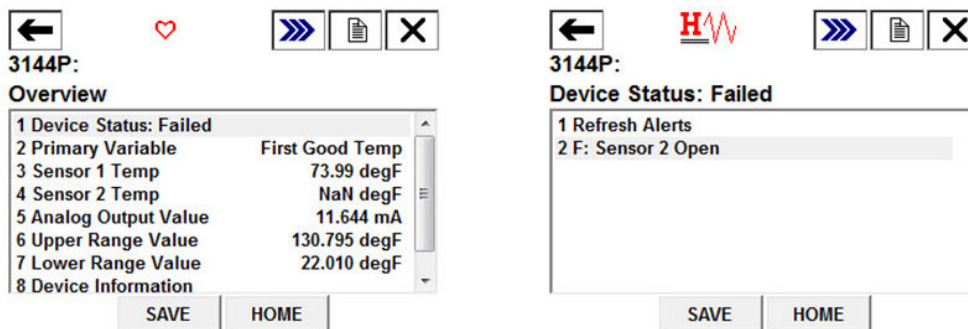 3144P:
Overview
1 Device Status: Failed
2 Primary Variable First Good Temp
3 Sensor 1 Temp 73.99 degF
4 Sensor 2 Temp NaN degF
5 Analog Output Value 11.644 mA
6 Upper Range Value 130.795 degF
7 Lower Range Value 22.010 degF
8 Device Information
SAVE HOME
H
3144P:
Device Status: Failed
1 Refresh Alerts
2 F: Sensor 2 Open
SAVE HOME